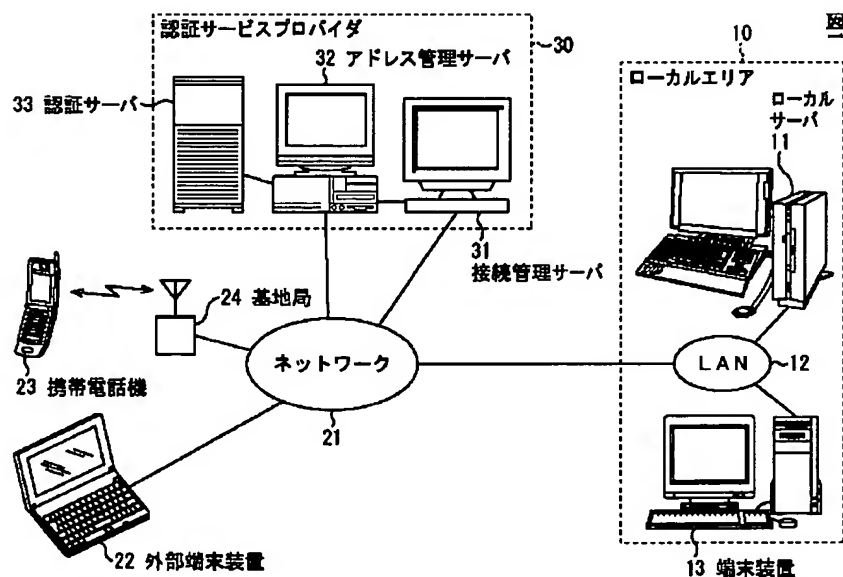 認証サービスプロバイダ
30
32 アドレス管理サーバ
33 認証サーバ
31
接続管理サーバ
10
ローカルエリア
ローカル
サーバ
11
24 基地局
23 携帯電話機
ネットワーク
21
LAN
12
22 外部端末装置
13 端末装置